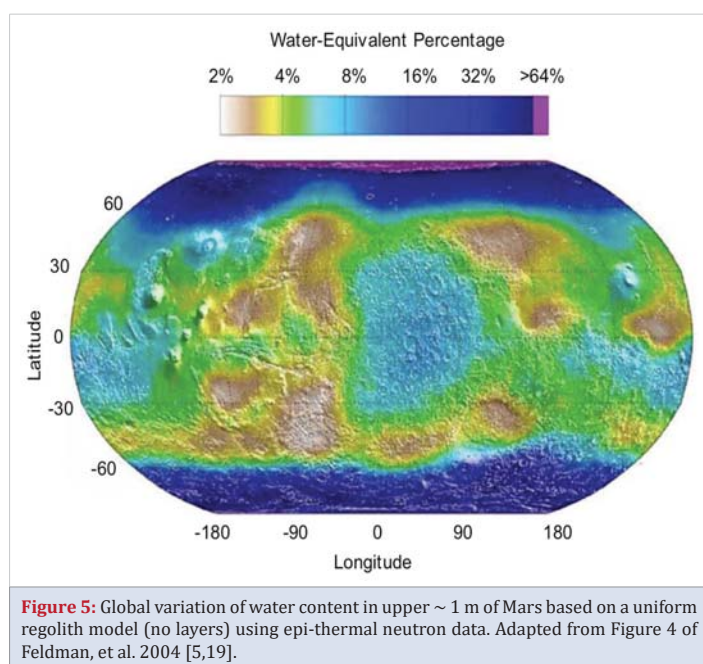 Water-Equivalent Percentage
2% 4% 8% 16% 32% >64%
60
30
0
-30
-60
Latitude
-180 -90 0 90 180
Longitude
Figure 5: Global variation of water content in upper ~ 1 m of Mars based on a uniform
regolith model (no layers) using epi-thermal neutron data. Adapted from Figure 4 of
Feldman, et al. 2004 [5,19].